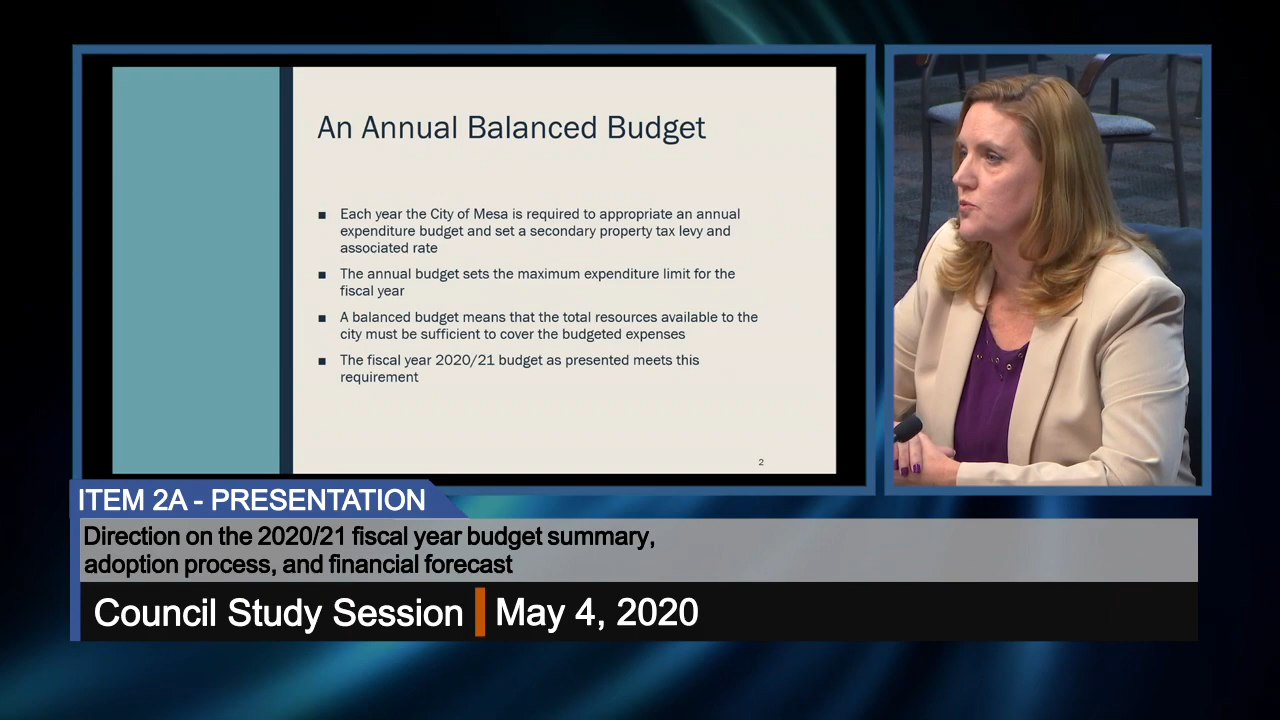 An Annual Balanced Budget
■ Each year the City of Mesa is required to appropriate an annual
expenditure budget and set a secondary property tax levy and
associated rate
■ The annual budget sets the maximum expenditure limit for the
fiscal year
■ A balanced budget means that the total resources available to the
city must be sufficient to cover the budgeted expenses
■ The fiscal year 2020/21 budget as presented meets this
requirement
2
ITEM 2A - PRESENTATION
Direction on the 2020/21 fiscal year budget summary,
adoption process, and financial forecast
Council Study Session May 4, 2020